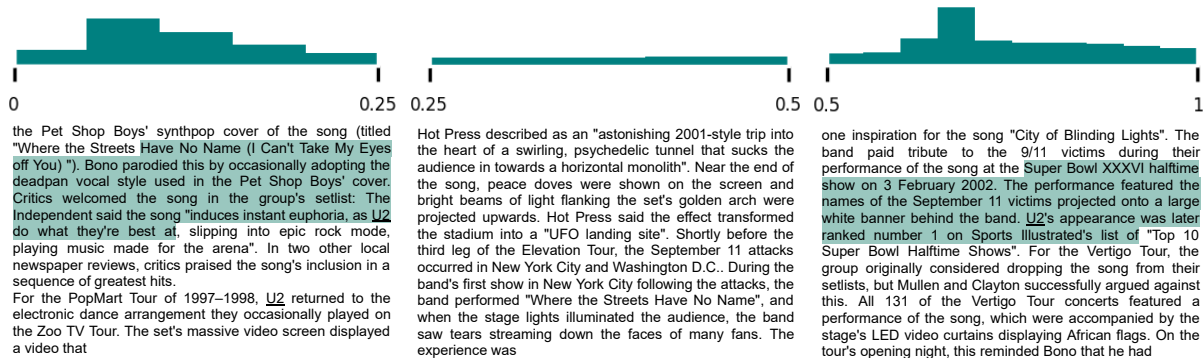 0
0.25
the Pet Shop Boys' synthpop cover of the song (titled
"Where the Streets Have No Name (I Can't Take My Eyes
off You) "). Bono parodied this by occasionally adopting the
deadpan vocal style used in the Pet Shop Boys' cover.
Critics welcomed the song in the group's setlist: The
Independent said the song "induces instant euphoria, as U2
do what they're best at, slipping into epic rock mode,
playing music made for the arena". In two other local
newspaper reviews, critics praised the song's inclusion in a
sequence of greatest hits.
For the PopMart Tour of 1997–1998, U2 returned to the
electronic dance arrangement they occasionally played on
the Zoo TV Tour. The set's massive video screen displayed
a video that
0.25
0.5
Hot Press described as an "astonishing 2001-style trip into
the heart of a swirling, psychedelic tunnel that sucks the
audience in towards a horizontal monolith". Near the end of
the song, peace doves were shown on the screen and
bright beams of light flanking the set's golden arch were
projected upwards. Hot Press said the effect transformed
the stadium into a "UFO landing site". Shortly before the
third leg of the Elevation Tour, the September 11 attacks
occurred in New York City and Washington D.C.. During the
band's first show in New York City following the attacks, the
band performed "Where the Streets Have No Name", and
when the stage lights illuminated the audience, the band
saw tears streaming down the faces of many fans. The
experience was
0.5
1
one inspiration for the song "City of Blinding Lights". The
band paid tribute to the 9/11 victims during their
performance of the song at the Super Bowl XXXVI halftime
show on 3 February 2002. The performance featured the
names of the September 11 victims projected onto a large
white banner behind the band. U2's appearance was later
ranked number 1 on Sports Illustrated's list of "Top 10
Super Bowl Halftime Shows". For the Vertigo Tour, the
group originally considered dropping the song from their
setlists, but Mullen and Clayton successfully argued against
this. All 131 of the Vertigo Tour concerts featured a
performance of the song, which were accompanied by the
stage's LED video curtains displaying African flags. On the
tour's opening night, this reminded Bono that he had